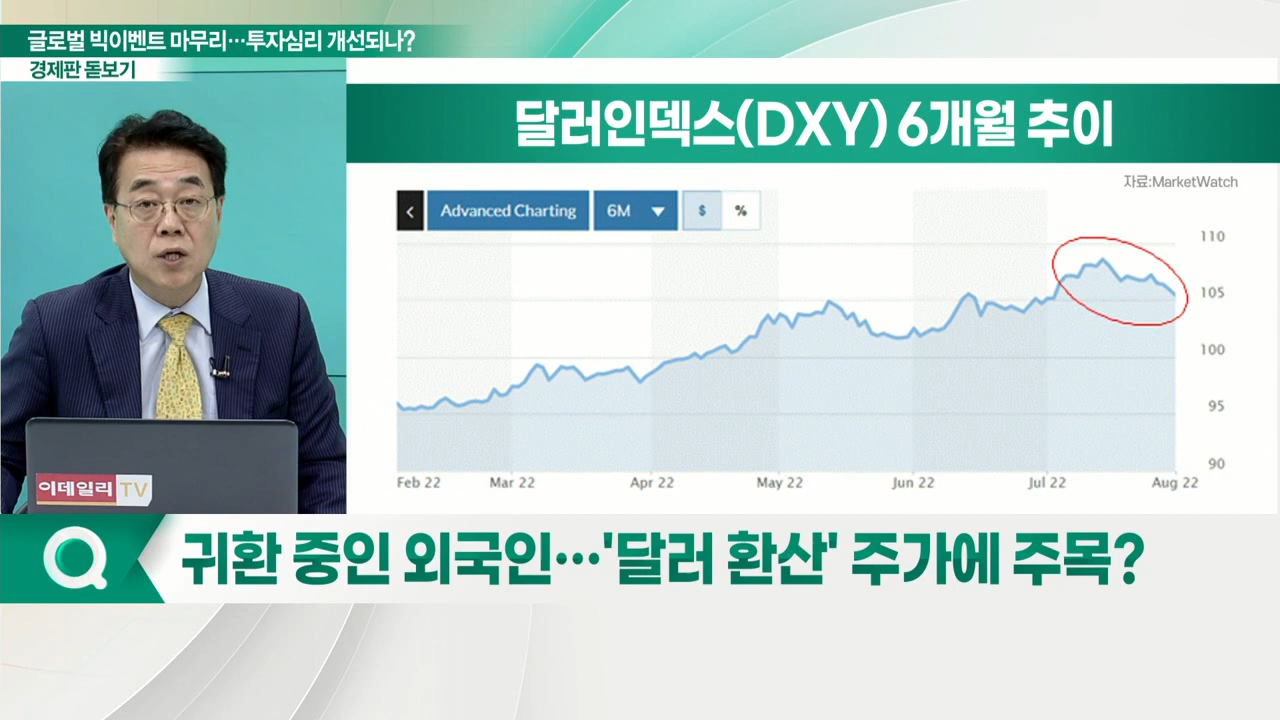 글로벌 빅이벤트 마무리…투자심리 개선되나?
경제판 돋보기
달러인덱스(DXY) 6개월 추이
자료:MarketWatch
Advanced Charting 6M $ %
110
105
100
95
90
Feb 22 Mar 22 Apr 22 May 22 Jun 22 Jul 22 Aug 22
이데일리 TV
귀환 중인 외국인…'달러 환산' 주가에 주목?